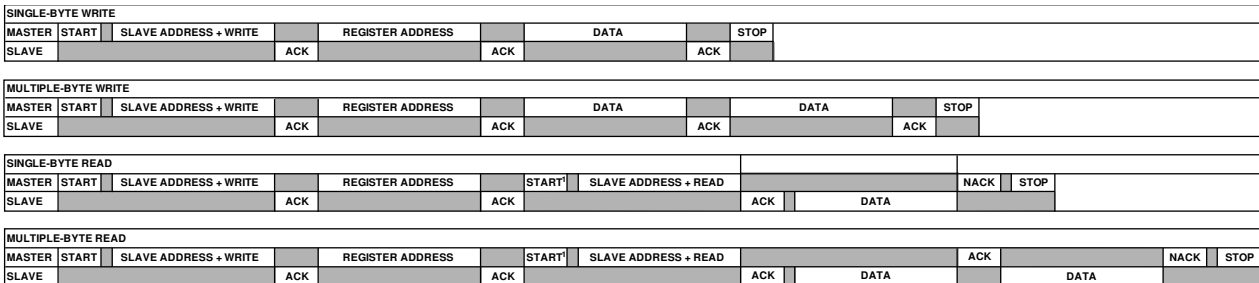 SINGLE-BYTE WRITE
MASTER START SLAVE ADDRESS + WRITE REGISTER ADDRESS DATA STOP
SLAVE ACK ACK ACK
MULTIPLE-BYTE WRITE
MASTER START SLAVE ADDRESS + WRITE REGISTER ADDRESS DATA DATA STOP
SLAVE ACK ACK ACK ACK
SINGLE-BYTE READ
MASTER START SLAVE ADDRESS + WRITE REGISTER ADDRESS START¹ SLAVE ADDRESS + READ NACK STOP
SLAVE ACK ACK ACK DATA
MULTIPLE-BYTE READ
MASTER START SLAVE ADDRESS + WRITE REGISTER ADDRESS START¹ SLAVE ADDRESS + READ ACK NACK STOP
SLAVE ACK ACK ACK DATA DATA